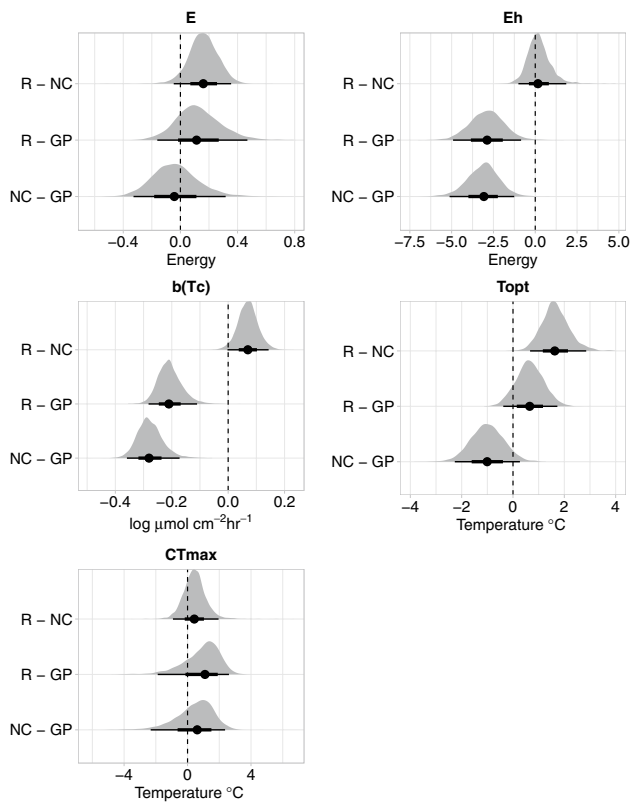 E
R − NC
R − GP
NC − GP
−0.4 0.0 0.4 0.8
Energy
Eh
R − NC
R − GP
NC − GP
−7.5 −5.0 −2.5 0.0 2.5 5.0
Energy
b(Tc)
R − NC
R − GP
NC − GP
−0.4 −0.2 0.0 0.2
log μmol cm⁻²hr⁻¹
Topt
R − NC
R − GP
NC − GP
−4 −2 0 2 4
Temperature °C
CTmax
R − NC
R − GP
NC − GP
−4 0 4
Temperature °C